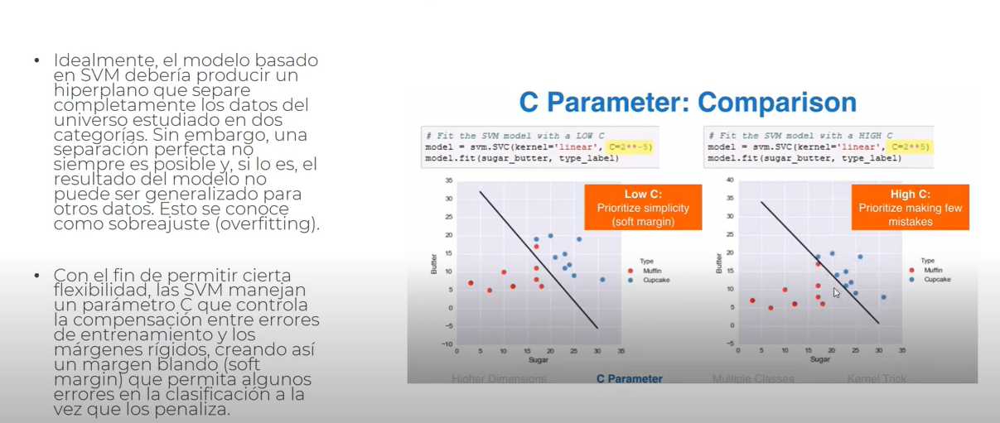 • Idealmente, el modelo basado
en SVM debería producir un
hiperplano que separe
completamente los datos del
universo estudiado en dos
categorías. Sin embargo, una
separación perfecta no
siempre es posible y, si lo es, el
resultado del modelo no
puede ser generalizado para
otros datos. Esto se conoce
como sobreajuste (overfitting).
• Con el fin de permitir cierta
flexibilidad, las SVM manejan
un parámetro C que controla
la compensación entre errores
de entrenamiento y los
márgenes rígidos, creando así
un margen blando (soft
margin) que permita algunos
errores en la clasificación a la
vez que los penaliza.
C Parameter: Comparison
# Fit the SVM model with a LOW C
model = svm.SVC(kernel='linear', C=2**-5)
model.fit(sugar_butter, type_label)
Low C:
Prioritize simplicity
(soft margin)
35
30
25
20
15
10
5
0
−5
−10
Butter
0 5 10 15 20 25 30 35
Sugar
Type
Muffin
Cupcake
# Fit the SVM model with a HIGH C
model = svm.SVC(kernel='linear', C=2**5)
model.fit(sugar_butter, type_label)
High C:
Prioritize making few
mistakes
40
35
30
25
20
15
10
5
0
−5
Butter
0 5 10 15 20 25 30 35
Sugar
Type
Muffin
Cupcake
Higher Dimensions C Parameter Multiple Classes Kernel Trick